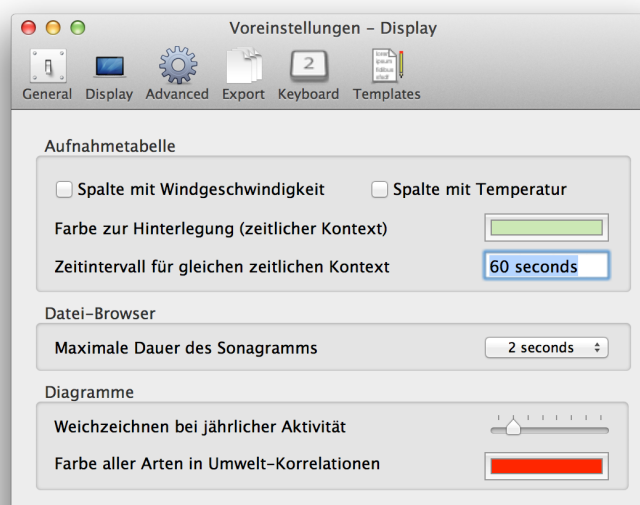 Voreinstellungen – Display
General Display Advanced Export 2 Keyboard Templates
Aufnahmetabelle
Spalte mit Windgeschwindigkeit Spalte mit Temperatur
Farbe zur Hinterlegung (zeitlicher Kontext)
Zeitintervall für gleichen zeitlichen Kontext 60 seconds
Datei-Browser
Maximale Dauer des Sonagramms 2 seconds
Diagramme
Weichzeichnen bei jährlicher Aktivität
Farbe aller Arten in Umwelt-Korrelationen